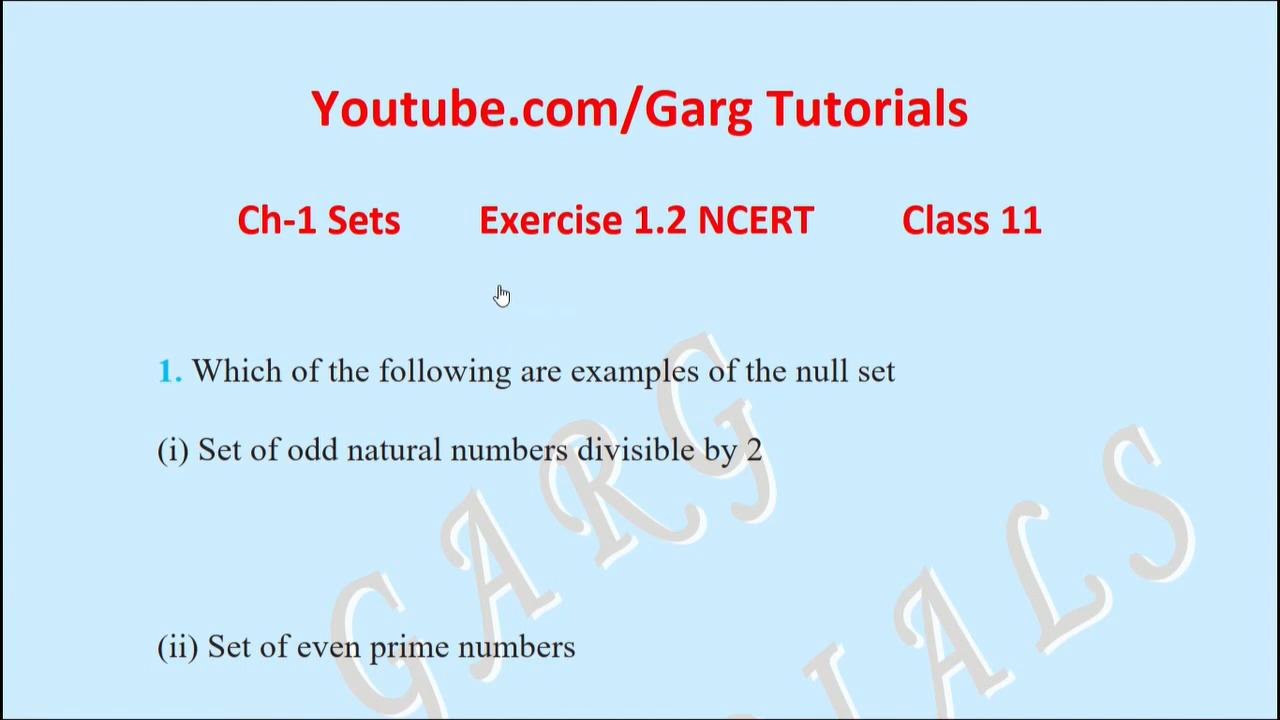 Youtube.com/Garg Tutorials
Ch-1 Sets Exercise 1.2 NCERT Class 11
1. Which of the following are examples of the null set
(i) Set of odd natural numbers divisible by 2
(ii) Set of even prime numbers
GARG
IALS